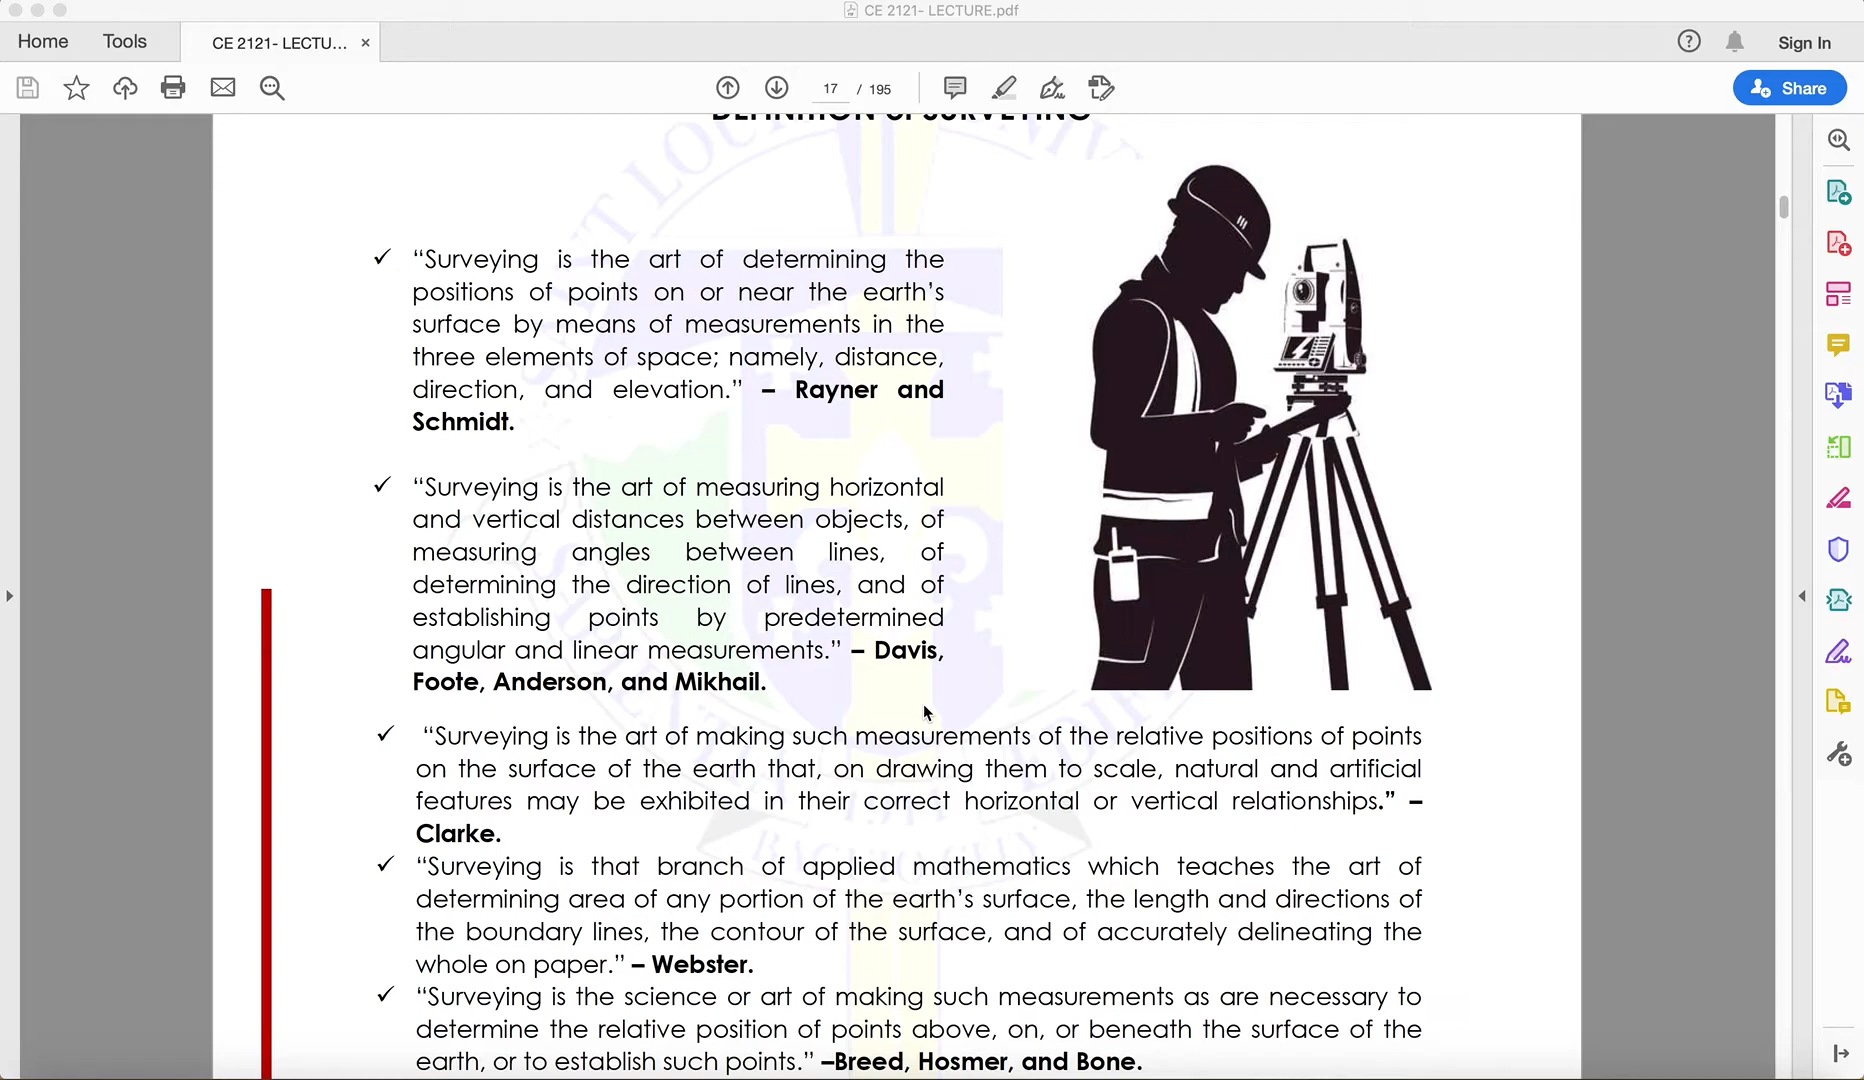 CE 2121- LECTURE.pdf
Home Tools CE 2121- LECTU... × Sign In
17 / 195 Share
DEFINITION of SURVEYING
✓ “Surveying is the art of determining the
positions of points on or near the earth’s
surface by means of measurements in the
three elements of space; namely, distance,
direction, and elevation.” – Rayner and
Schmidt.
✓ “Surveying is the art of measuring horizontal
and vertical distances between objects, of
measuring angles between lines, of
determining the direction of lines, and of
establishing points by predetermined
angular and linear measurements.” – Davis,
Foote, Anderson, and Mikhail.
✓ “Surveying is the art of making such measurements of the relative positions of points
on the surface of the earth that, on drawing them to scale, natural and artificial
features may be exhibited in their correct horizontal or vertical relationships.” –
Clarke.
✓ “Surveying is that branch of applied mathematics which teaches the art of
determining area of any portion of the earth’s surface, the length and directions of
the boundary lines, the contour of the surface, and of accurately delineating the
whole on paper.” – Webster.
✓ “Surveying is the science or art of making such measurements as are necessary to
determine the relative position of points above, on, or beneath the surface of the
earth, or to establish such points.” –Breed, Hosmer, and Bone.